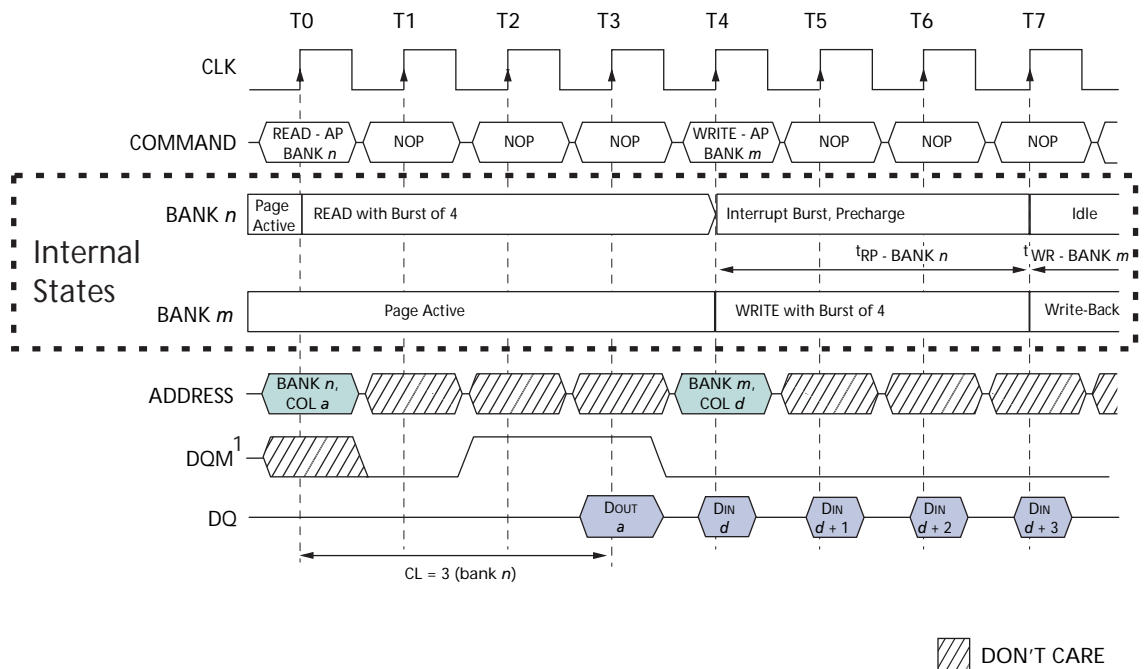 T0 T1 T2 T3 T4 T5 T6 T7
CLK
COMMAND
READ - AP
BANK n
NOP
NOP
NOP
WRITE - AP
BANK m
NOP
NOP
NOP
Internal
States
BANK n
Page
Active
READ with Burst of 4
Interrupt Burst, Precharge
Idle
tRP - BANK n
tWR - BANK m
BANK m
Page Active
WRITE with Burst of 4
Write-Back
ADDRESS
BANK n,
COL a
BANK m,
COL d
DQM1
DQ
DOUT
a
DIN
d
DIN
d + 1
DIN
d + 2
DIN
d + 3
CL = 3 (bank n)
DON'T CARE